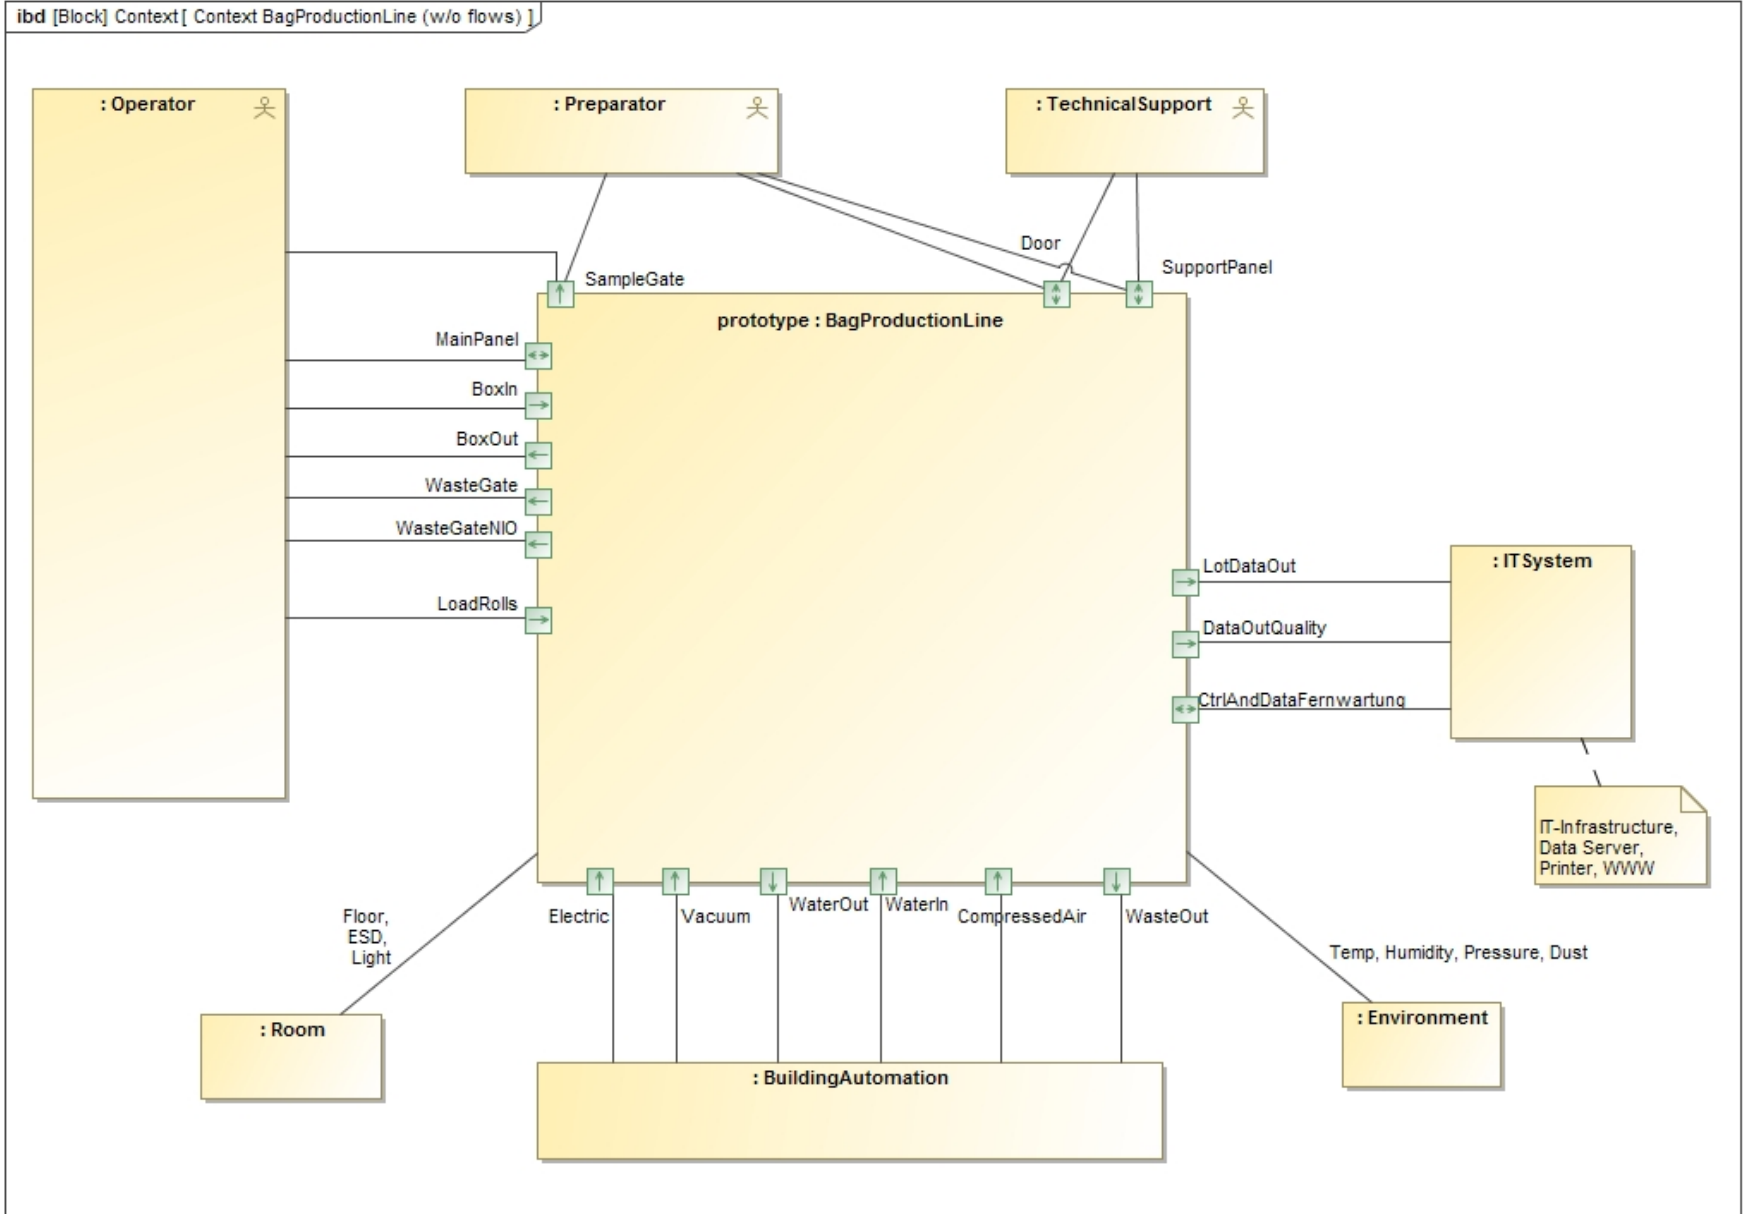 ibd [Block] Context [ Context BagProductionLine (w/o flows) ]
: Operator
: Preparator
: TechnicalSupport
Door
SupportPanel
SampleGate
prototype : BagProductionLine
MainPanel
BoxIn
BoxOut
WasteGate
WasteGateNIO
LoadRolls
: ITSystem
LotDataOut
DataOutQuality
CtrlAndDataFernwartung
IT-Infrastructure,
Data Server,
Printer, WWW
Electric
Vacuum
WaterOut
WaterIn
CompressedAir
WasteOut
Floor,
ESD,
Light
Temp, Humidity, Pressure, Dust
: Room
: Environment
: BuildingAutomation